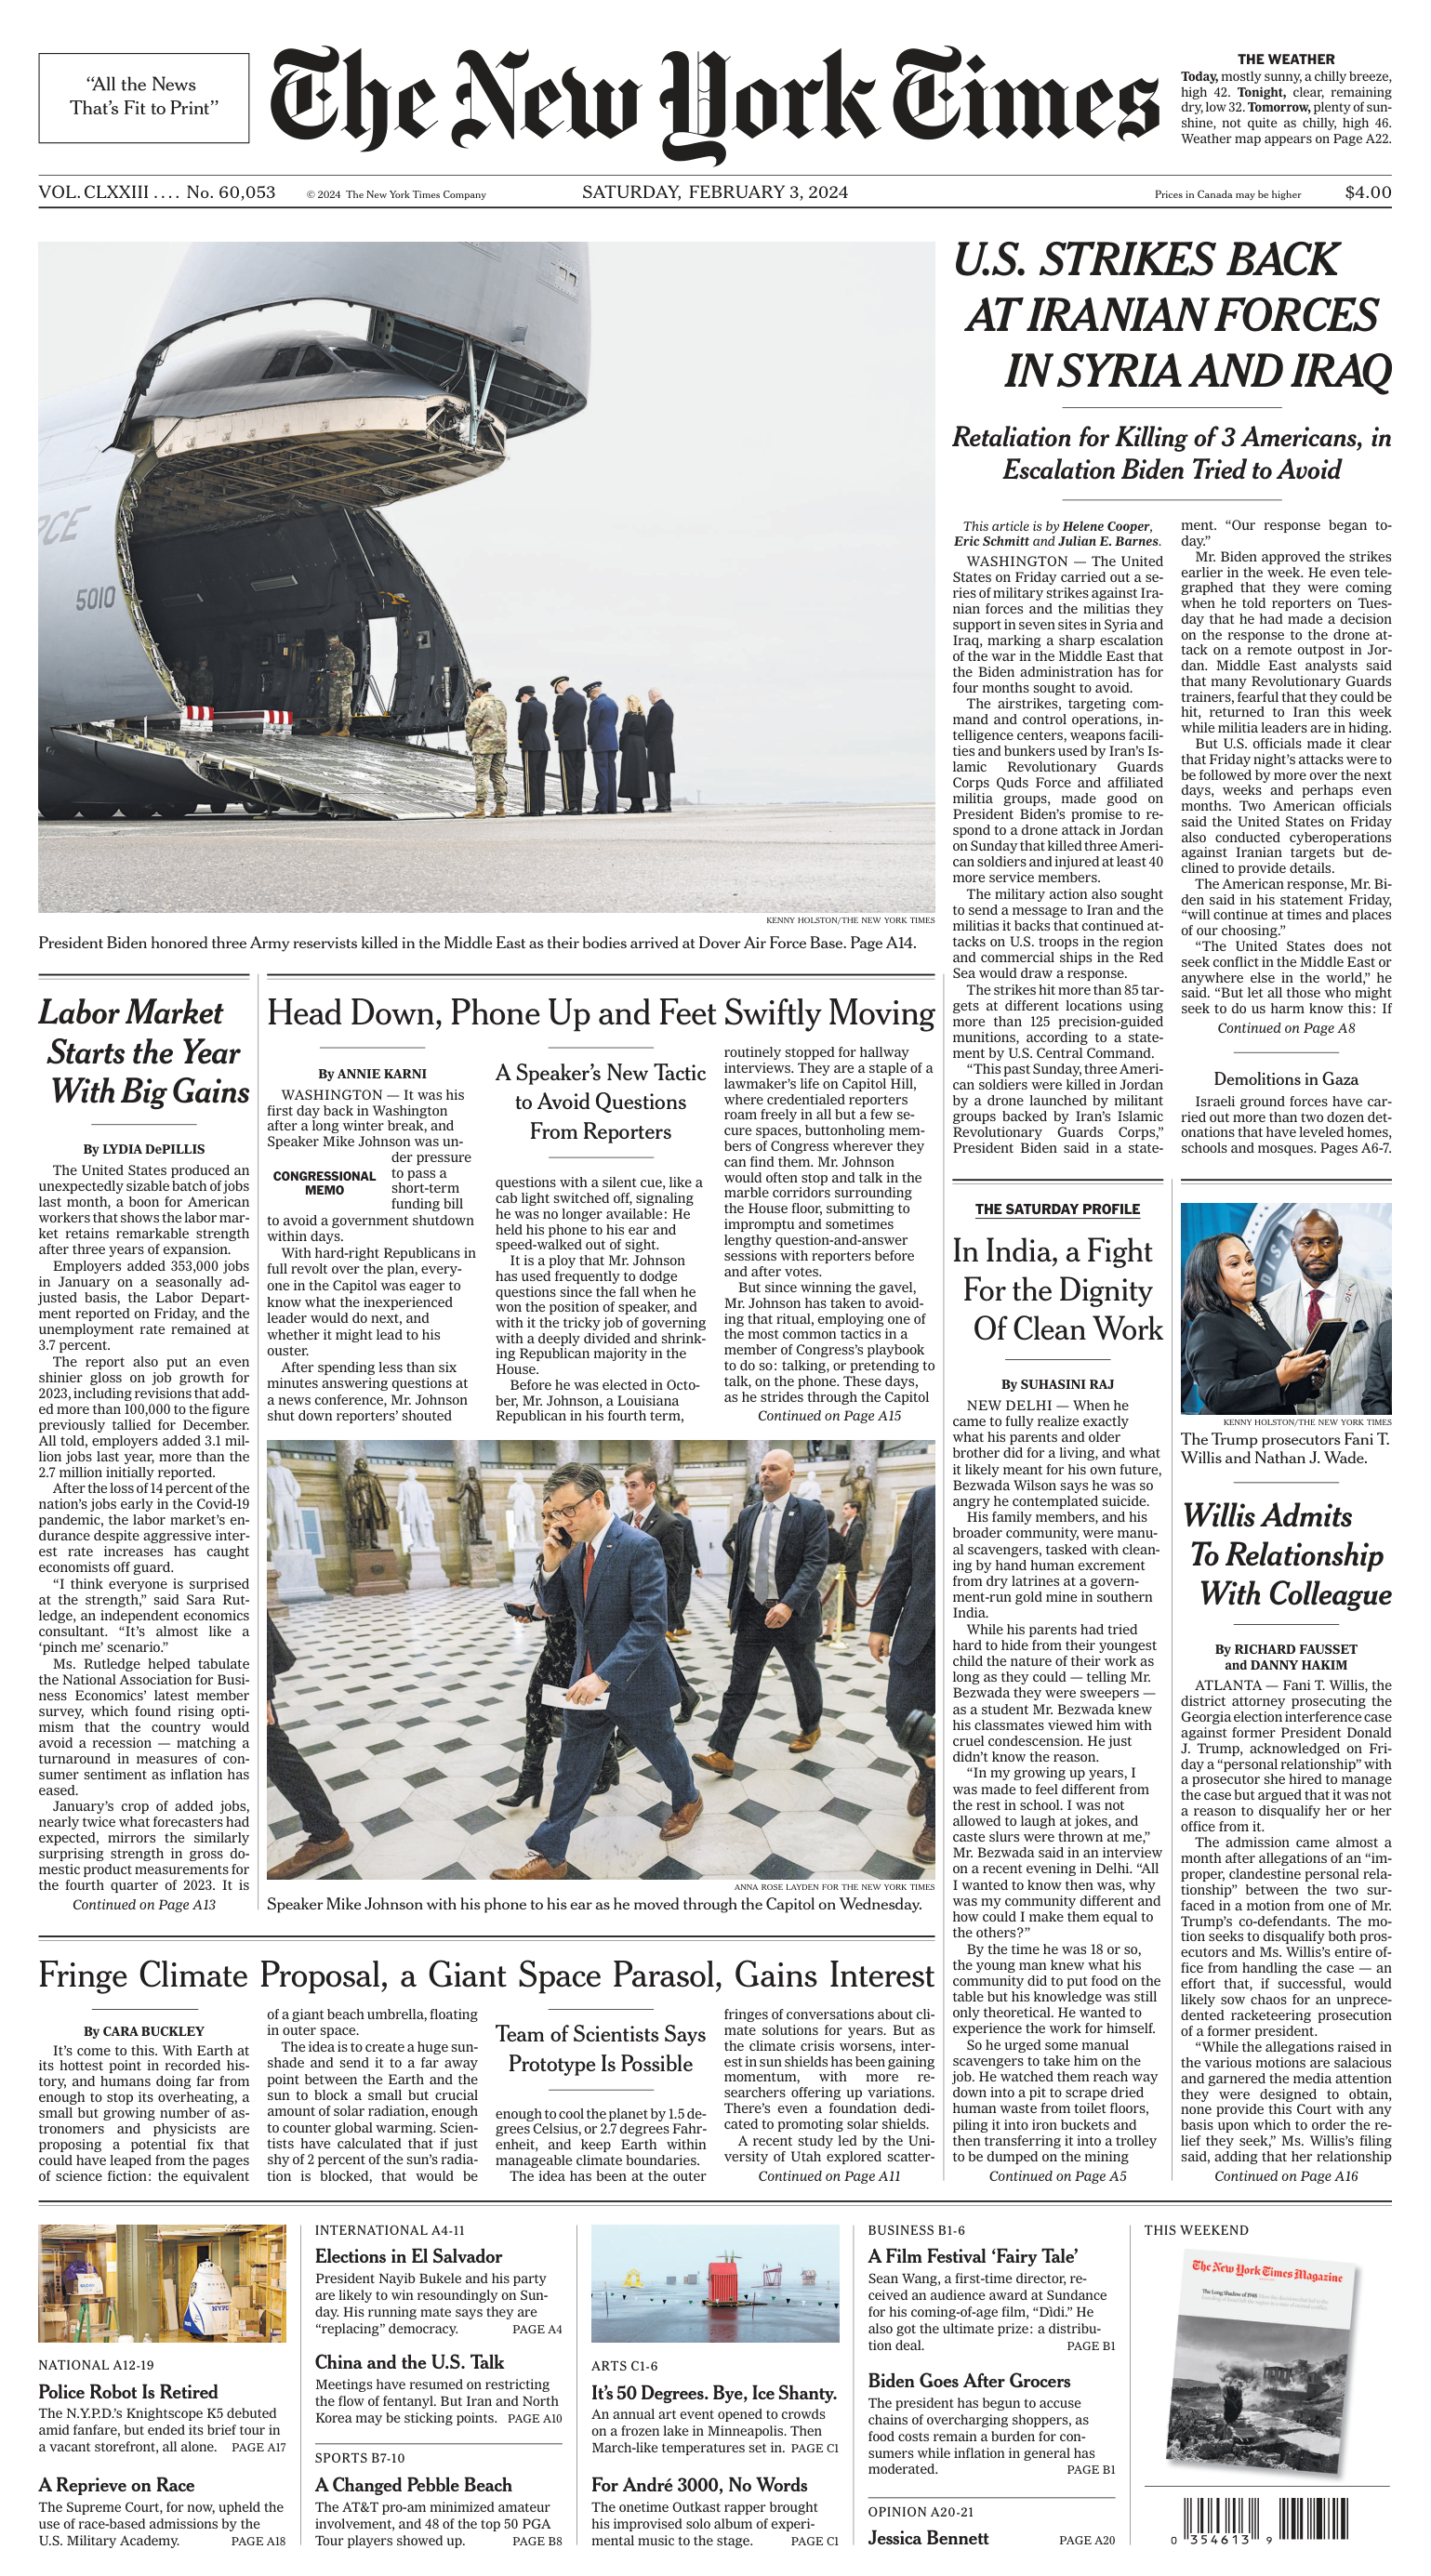 “All the News
That’s Fit to Print”
The New York Times
THE WEATHER
Today, mostly sunny, a chilly breeze,
high 42. Tonight, clear, remaining
dry, low 32. Tomorrow, plenty of sun-
shine, not quite as chilly, high 46.
Weather map appears on Page A22.
VOL. CLXXIII .... No. 60,053
© 2024 The New York Times Company
SATURDAY, FEBRUARY 3, 2024
Prices in Canada may be higher
$4.00
5010
KENNY HOLSTON/THE NEW YORK TIMES
President Biden honored three Army reservists killed in the Middle East as their bodies arrived at Dover Air Force Base. Page A14.
U.S. STRIKES BACK
AT IRANIAN FORCES
IN SYRIA AND IRAQ
Retaliation for Killing of 3 Americans, in
Escalation Biden Tried to Avoid
This article is by Helene Cooper,
Eric Schmitt and Julian E. Barnes.
WASHINGTON — The United
States on Friday carried out a se-
ries of military strikes against Ira-
nian forces and the militias they
support in seven sites in Syria and
Iraq, marking a sharp escalation
of the war in the Middle East that
the Biden administration has for
four months sought to avoid.
The airstrikes, targeting com-
mand and control operations, in-
telligence centers, weapons facili-
ties and bunkers used by Iran’s Is-
lamic Revolutionary Guards
Corps Quds Force and affiliated
militia groups, made good on
President Biden’s promise to re-
spond to a drone attack in Jordan
on Sunday that killed three Ameri-
can soldiers and injured at least 40
more service members.
The military action also sought
to send a message to Iran and the
militias it backs that continued at-
tacks on U.S. troops in the region
and commercial ships in the Red
Sea would draw a response.
The strikes hit more than 85 tar-
gets at different locations using
more than 125 precision-guided
munitions, according to a state-
ment by U.S. Central Command.
“This past Sunday, three Ameri-
can soldiers were killed in Jordan
by a drone launched by militant
groups backed by Iran’s Islamic
Revolutionary Guards Corps,”
President Biden said in a state-
ment. “Our response began to-
day.”
Mr. Biden approved the strikes
earlier in the week. He even tele-
graphed that they were coming
when he told reporters on Tues-
day that he had made a decision
on the response to the drone at-
tack on a remote outpost in Jor-
dan. Middle East analysts said
that many Revolutionary Guards
trainers, fearful that they could be
hit, returned to Iran this week
while militia leaders are in hiding.
But U.S. officials made it clear
that Friday night’s attacks were to
be followed by more over the next
days, weeks and perhaps even
months. Two American officials
said the United States on Friday
also conducted cyberoperations
against Iranian targets but de-
clined to provide details.
The American response, Mr. Bi-
den said in his statement Friday,
“will continue at times and places
of our choosing.”
“The United States does not
seek conflict in the Middle East or
anywhere else in the world,” he
said. “But let all those who might
seek to do us harm know this: If
Continued on Page A8
Demolitions in Gaza
Israeli ground forces have car-
ried out more than two dozen det-
onations that have leveled homes,
schools and mosques. Pages A6-7.
Labor Market
Starts the Year
With Big Gains
By LYDIA DePILLIS
The United States produced an
unexpectedly sizable batch of jobs
last month, a boon for American
workers that shows the labor mar-
ket retains remarkable strength
after three years of expansion.
Employers added 353,000 jobs
in January on a seasonally ad-
justed basis, the Labor Depart-
ment reported on Friday, and the
unemployment rate remained at
3.7 percent.
The report also put an even
shinier gloss on job growth for
2023, including revisions that add-
ed more than 100,000 to the figure
previously tallied for December.
All told, employers added 3.1 mil-
lion jobs last year, more than the
2.7 million initially reported.
After the loss of 14 percent of the
nation’s jobs early in the Covid-19
pandemic, the labor market’s en-
durance despite aggressive inter-
est rate increases has caught
economists off guard.
“I think everyone is surprised
at the strength,” said Sara Rut-
ledge, an independent economics
consultant. “It’s almost like a
‘pinch me’ scenario.”
Ms. Rutledge helped tabulate
the National Association for Busi-
ness Economics’ latest member
survey, which found rising opti-
mism that the country would
avoid a recession — matching a
turnaround in measures of con-
sumer sentiment as inflation has
eased.
January’s crop of added jobs,
nearly twice what forecasters had
expected, mirrors the similarly
surprising strength in gross do-
mestic product measurements for
the fourth quarter of 2023. It is
Continued on Page A13
Head Down, Phone Up and Feet Swiftly Moving
By ANNIE KARNI
WASHINGTON — It was his
first day back in Washington
after a long winter break, and
Speaker Mike Johnson was un-
der pressure
to pass a
short-term
funding bill
CONGRESSIONAL
MEMO
to avoid a government shutdown
within days.
With hard-right Republicans in
full revolt over the plan, every-
one in the Capitol was eager to
know what the inexperienced
leader would do next, and
whether it might lead to his
ouster.
After spending less than six
minutes answering questions at
a news conference, Mr. Johnson
shut down reporters’ shouted
A Speaker’s New Tactic
to Avoid Questions
From Reporters
questions with a silent cue, like a
cab light switched off, signaling
he was no longer available: He
held his phone to his ear and
speed-walked out of sight.
It is a ploy that Mr. Johnson
has used frequently to dodge
questions since the fall when he
won the position of speaker, and
with it the tricky job of governing
with a deeply divided and shrink-
ing Republican majority in the
House.
Before he was elected in Octo-
ber, Mr. Johnson, a Louisiana
Republican in his fourth term,
routinely stopped for hallway
interviews. They are a staple of a
lawmaker’s life on Capitol Hill,
where credentialed reporters
roam freely in all but a few se-
cure spaces, buttonholing mem-
bers of Congress wherever they
can find them. Mr. Johnson
would often stop and talk in the
marble corridors surrounding
the House floor, submitting to
impromptu and sometimes
lengthy question-and-answer
sessions with reporters before
and after votes.
But since winning the gavel,
Mr. Johnson has taken to avoid-
ing that ritual, employing one of
the most common tactics in a
member of Congress’s playbook
to do so: talking, or pretending to
talk, on the phone. These days,
as he strides through the Capitol
Continued on Page A15
ANNA ROSE LAYDEN FOR THE NEW YORK TIMES
Speaker Mike Johnson with his phone to his ear as he moved through the Capitol on Wednesday.
THE SATURDAY PROFILE
In India, a Fight
For the Dignity
Of Clean Work
By SUHASINI RAJ
NEW DELHI — When he
came to fully realize exactly
what his parents and older
brother did for a living, and what
it likely meant for his own future,
Bezwada Wilson says he was so
angry he contemplated suicide.
His family members, and his
broader community, were manu-
al scavengers, tasked with clean-
ing by hand human excrement
from dry latrines at a govern-
ment-run gold mine in southern
India.
While his parents had tried
hard to hide from their youngest
child the nature of their work as
long as they could — telling Mr.
Bezwada they were sweepers —
as a student Mr. Bezwada knew
his classmates viewed him with
cruel condescension. He just
didn’t know the reason.
“In my growing up years, I
was made to feel different from
the rest in school. I was not
allowed to laugh at jokes, and
caste slurs were thrown at me,”
Mr. Bezwada said in an interview
on a recent evening in Delhi. “All
I wanted to know then was, why
was my community different and
how could I make them equal to
the others?”
By the time he was 18 or so,
the young man knew what his
community did to put food on the
table but his knowledge was still
only theoretical. He wanted to
experience the work for himself.
So he urged some manual
scavengers to take him on the
job. He watched them reach way
down into a pit to scrape dried
human waste from toilet floors,
piling it into iron buckets and
then transferring it into a trolley
to be dumped on the mining
Continued on Page A5
KENNY HOLSTON/THE NEW YORK TIMES
The Trump prosecutors Fani T.
Willis and Nathan J. Wade.
Willis Admits
To Relationship
With Colleague
By RICHARD FAUSSET
and DANNY HAKIM
ATLANTA — Fani T. Willis, the
district attorney prosecuting the
Georgia election interference case
against former President Donald
J. Trump, acknowledged on Fri-
day a “personal relationship” with
a prosecutor she hired to manage
the case but argued that it was not
a reason to disqualify her or her
office from it.
The admission came almost a
month after allegations of an “im-
proper, clandestine personal rela-
tionship” between the two sur-
faced in a motion from one of Mr.
Trump’s co-defendants. The mo-
tion seeks to disqualify both pros-
ecutors and Ms. Willis’s entire of-
fice from handling the case — an
effort that, if successful, would
likely sow chaos for an unprece-
dented racketeering prosecution
of a former president.
“While the allegations raised in
the various motions are salacious
and garnered the media attention
they were designed to obtain,
none provide this Court with any
basis upon which to order the re-
lief they seek,” Ms. Willis’s filing
said, adding that her relationship
Continued on Page A16
Fringe Climate Proposal, a Giant Space Parasol, Gains Interest
By CARA BUCKLEY
It’s come to this. With Earth at
its hottest point in recorded his-
tory, and humans doing far from
enough to stop its overheating, a
small but growing number of as-
tronomers and physicists are
proposing a potential fix that
could have leaped from the pages
of science fiction: the equivalent
of a giant beach umbrella, floating
in outer space.
The idea is to create a huge sun-
shade and send it to a far away
point between the Earth and the
sun to block a small but crucial
amount of solar radiation, enough
to counter global warming. Scien-
tists have calculated that if just
shy of 2 percent of the sun’s radia-
tion is blocked, that would be
Team of Scientists Says
Prototype Is Possible
enough to cool the planet by 1.5 de-
grees Celsius, or 2.7 degrees Fahr-
enheit, and keep Earth within
manageable climate boundaries.
The idea has been at the outer
fringes of conversations about cli-
mate solutions for years. But as
the climate crisis worsens, inter-
est in sun shields has been gaining
momentum, with more re-
searchers offering up variations.
There’s even a foundation dedi-
cated to promoting solar shields.
A recent study led by the Uni-
versity of Utah explored scatter-
Continued on Page A11
NATIONAL A12-19
Police Robot Is Retired
The N.Y.P.D.’s Knightscope K5 debuted
amid fanfare, but ended its brief tour in
a vacant storefront, all alone. PAGE A17
A Reprieve on Race
The Supreme Court, for now, upheld the
use of race-based admissions by the
U.S. Military Academy. PAGE A18
INTERNATIONAL A4-11
Elections in El Salvador
President Nayib Bukele and his party
are likely to win resoundingly on Sun-
day. His running mate says they are
“replacing” democracy. PAGE A4
China and the U.S. Talk
Meetings have resumed on restricting
the flow of fentanyl. But Iran and North
Korea may be sticking points. PAGE A10
SPORTS B7-10
A Changed Pebble Beach
The AT&T pro-am minimized amateur
involvement, and 48 of the top 50 PGA
Tour players showed up. PAGE B8
ARTS C1-6
It’s 50 Degrees. Bye, Ice Shanty.
An annual art event opened to crowds
on a frozen lake in Minneapolis. Then
March-like temperatures set in. PAGE C1
For André 3000, No Words
The onetime Outkast rapper brought
his improvised solo album of experi-
mental music to the stage. PAGE C1
BUSINESS B1-6
A Film Festival ‘Fairy Tale’
Sean Wang, a first-time director, re-
ceived an audience award at Sundance
for his coming-of-age film, “Dìdi.” He
also got the ultimate prize: a distribu-
tion deal. PAGE B1
Biden Goes After Grocers
The president has begun to accuse
chains of overcharging shoppers, as
food costs remain a burden for con-
sumers while inflation in general has
moderated. PAGE B1
OPINION A20-21
Jessica Bennett PAGE A20
THIS WEEKEND
The New York Times Magazine
The Long Shadow of 1948
0 354613 9